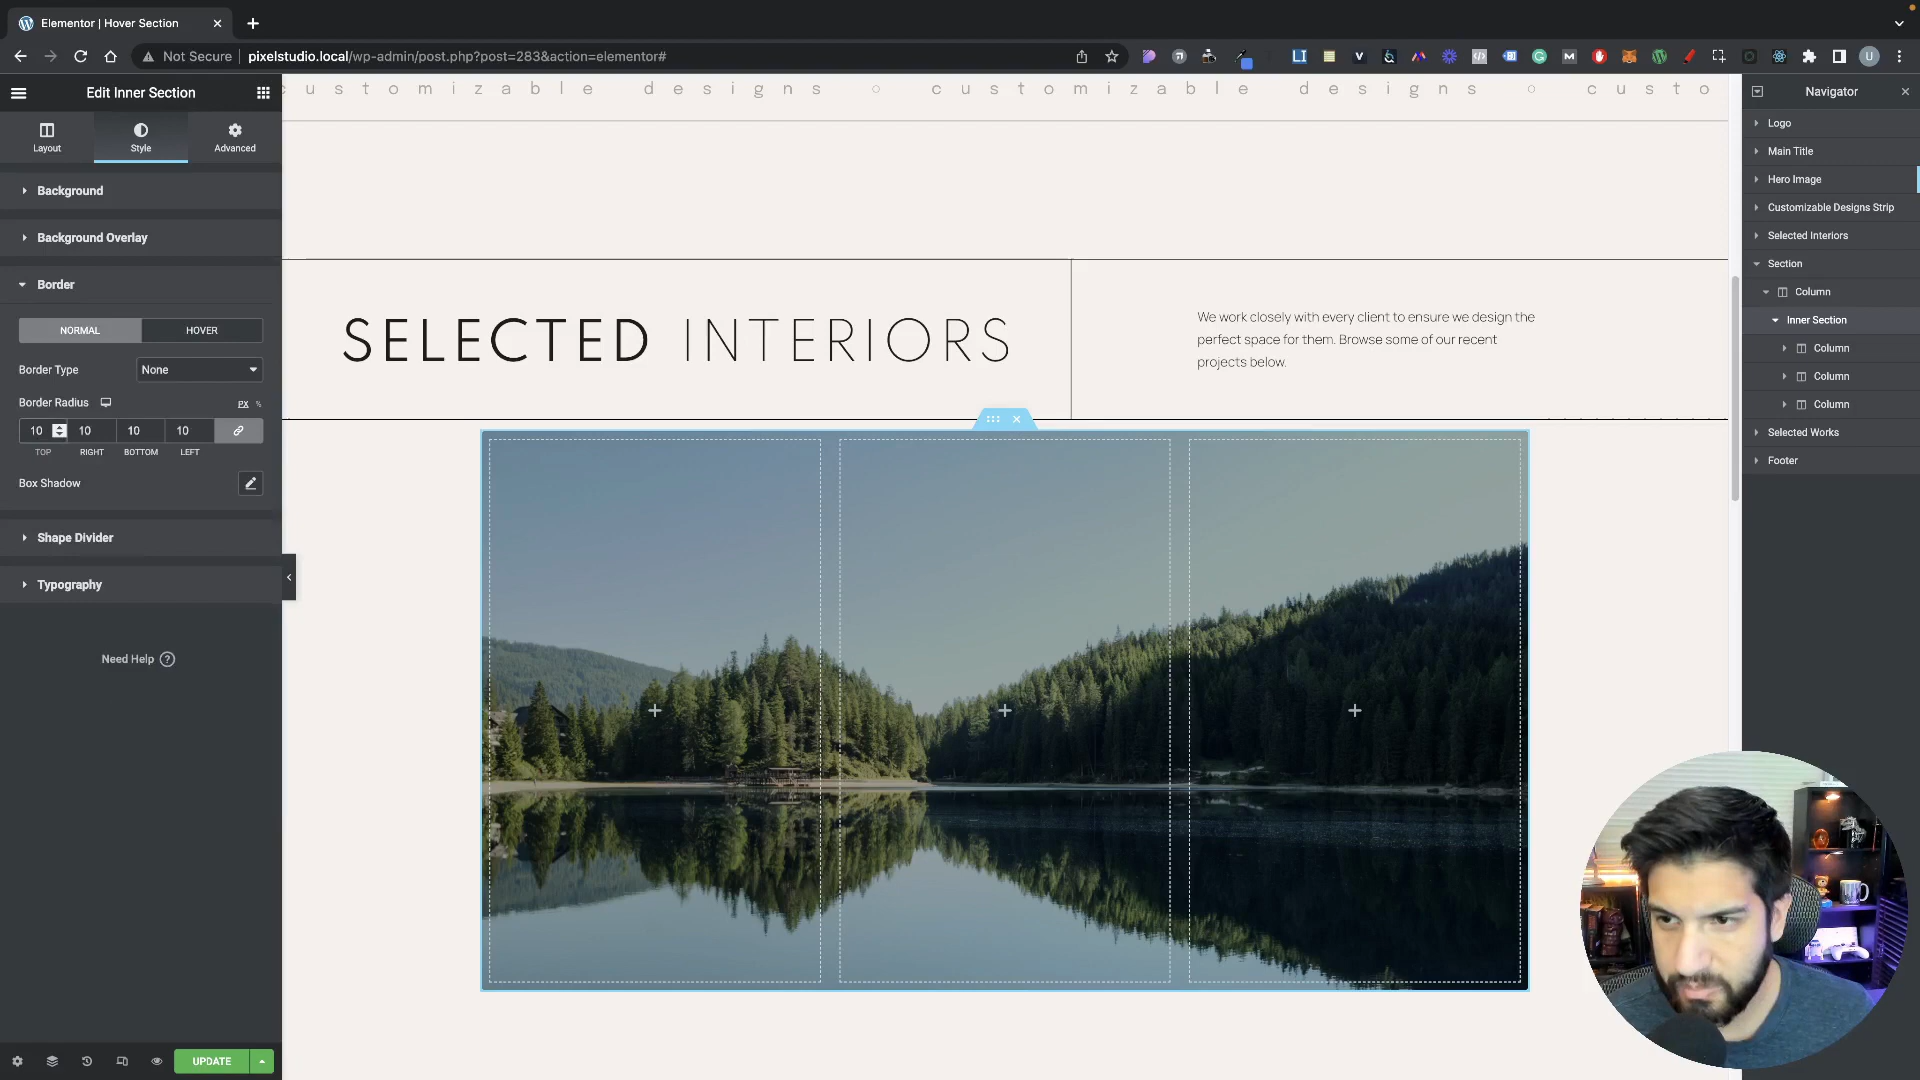 Elementor | Hover Section
Not Secure
pixelstudio.local/wp-admin/post.php?post=283&action=elementor#
Edit Inner Section
Layout
Style
Advanced
Background
Background Overlay
Border
NORMAL
HOVER
Border Type
None
Border Radius
PX
%
10
10
10
10
TOP
RIGHT
BOTTOM
LEFT
Box Shadow
Shape Divider
Typography
Need Help
UPDATE
customizable designs ○ customizable designs ○ custo
SELECTED INTERIORS
We work closely with every client to ensure we design the
perfect space for them. Browse some of our recent
projects below.
Navigator
Logo
Main Title
Hero Image
Customizable Designs Strip
Selected Interiors
Section
Column
Inner Section
Column
Column
Column
Selected Works
Footer